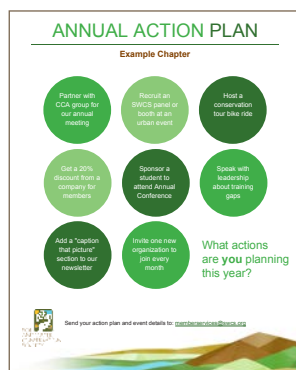 ANNUAL ACTION PLAN
Example Chapter
Partner with
CCA group for
our annual
meeting
Recruit an
SWCS panel or
booth at an
urban event
Host a
conservation
tour bike ride
Get a 20%
discount from a
company for
members
Sponsor a
student to
attend Annual
Conference
Speak with
leadership
about training
gaps
Add a "caption
that picture"
section to our
newsletter
Invite one new
organization to
join every
month
What actions
are you planning
this year?
Send your action plan and event details to: memberservices@swcs.org